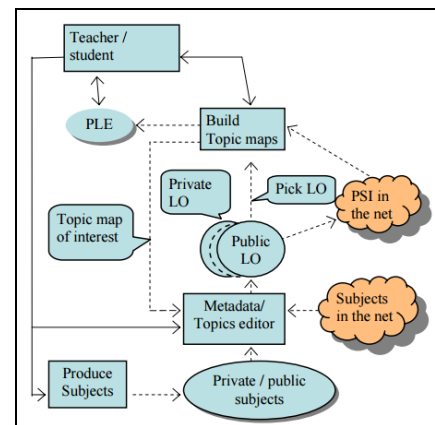 Teacher /
student
PLE
Build
Topic maps
Private
LO
Pick LO
PSI in
the net
Topic map
of interest
Public
LO
Metadata/
Topics editor
Subjects
in the net
Produce
Subjects
Private / public
subjects